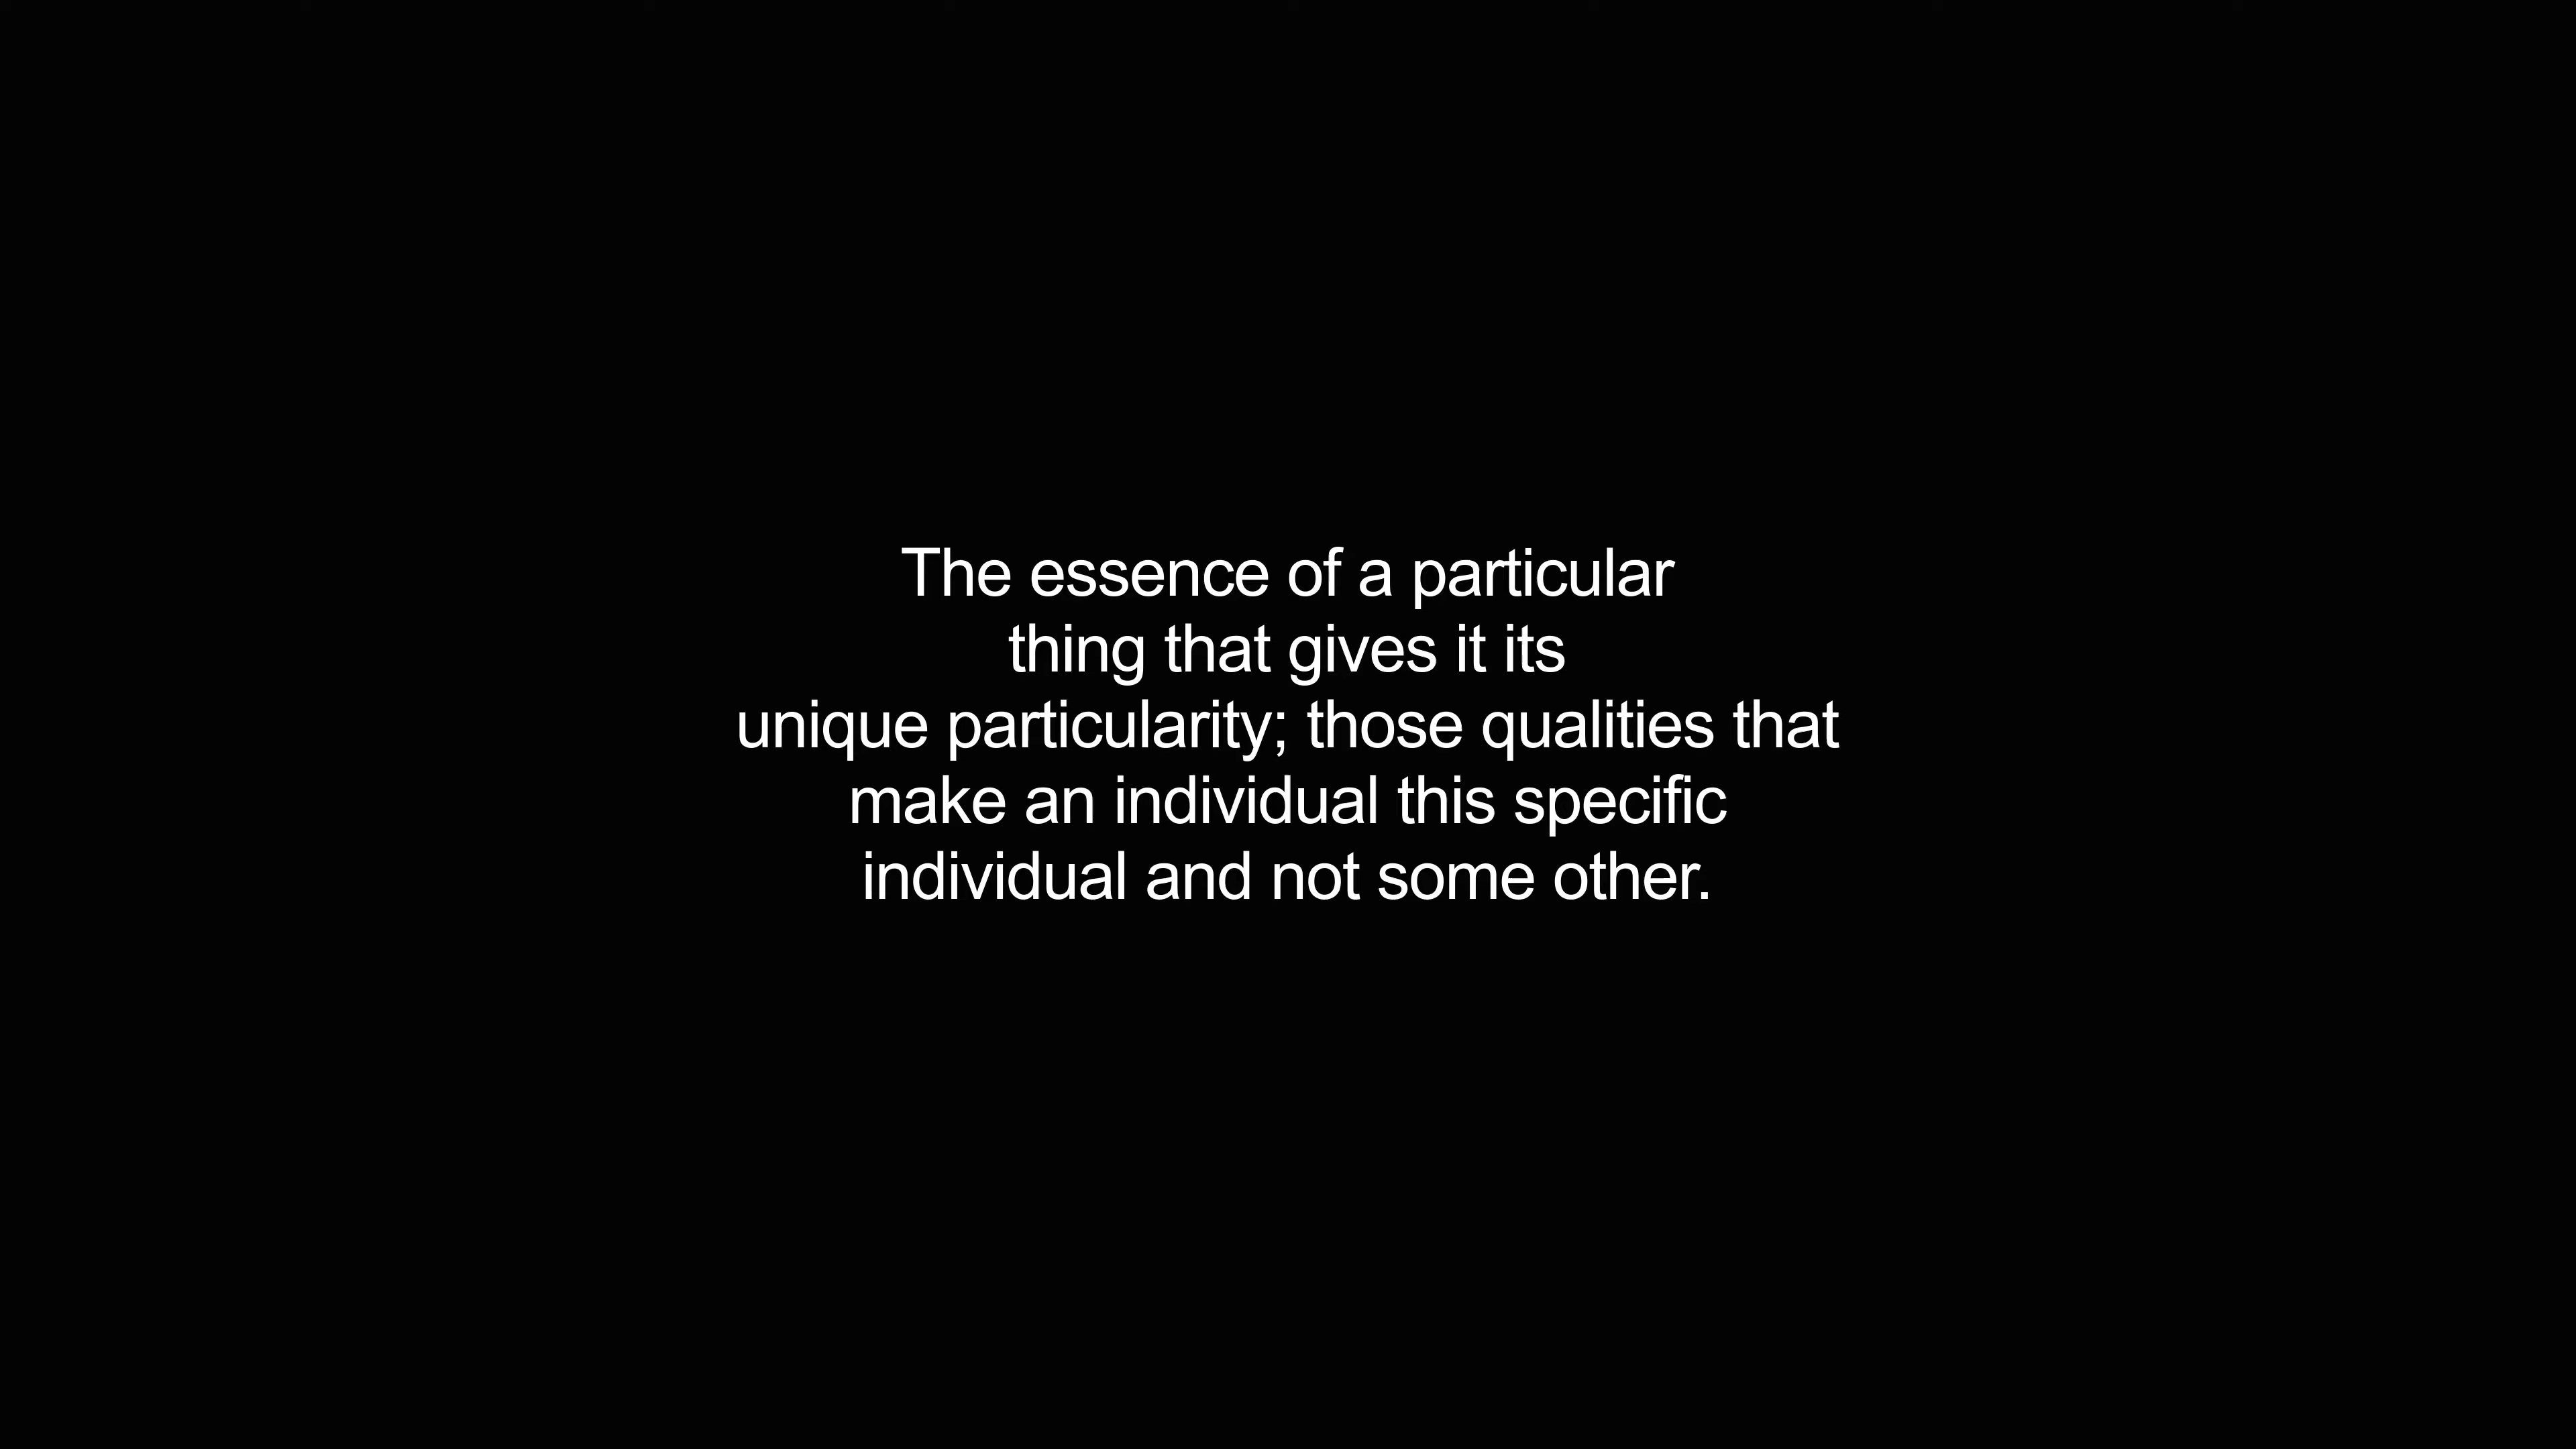 The essence of a particular
thing that gives it its
unique particularity; those qualities that
make an individual this specific
individual and not some other.